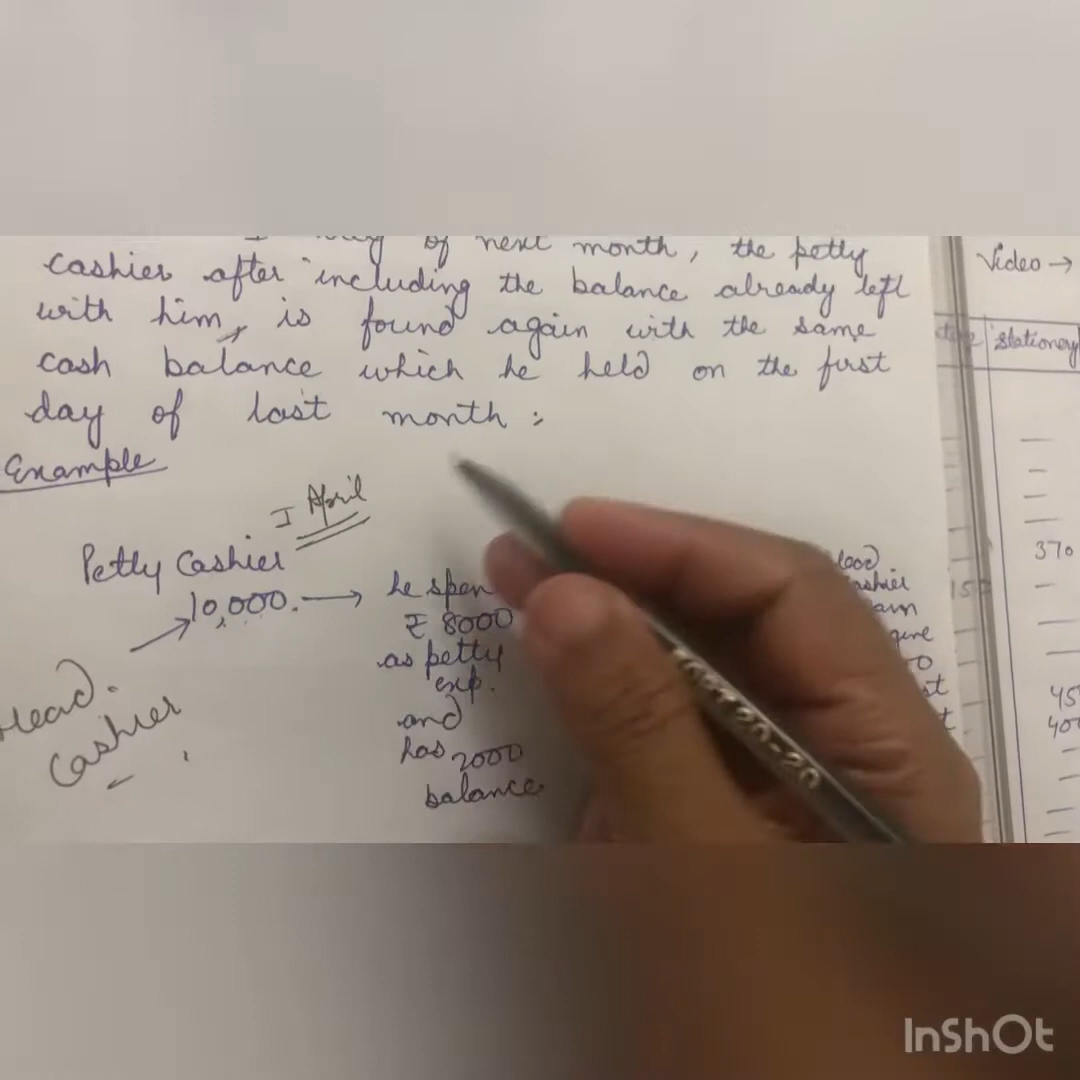 of next month, the petty
cashier after including the balance already left
with him, is found again with the same
cash balance which he held on the first
day of last month:
Example
I April
Petty Cashier
10,000.
Head
Cashier
he spen
₹ 8000
as petty
exp.
and
has 2000
balance
Video →
Stationery
370
InShOt